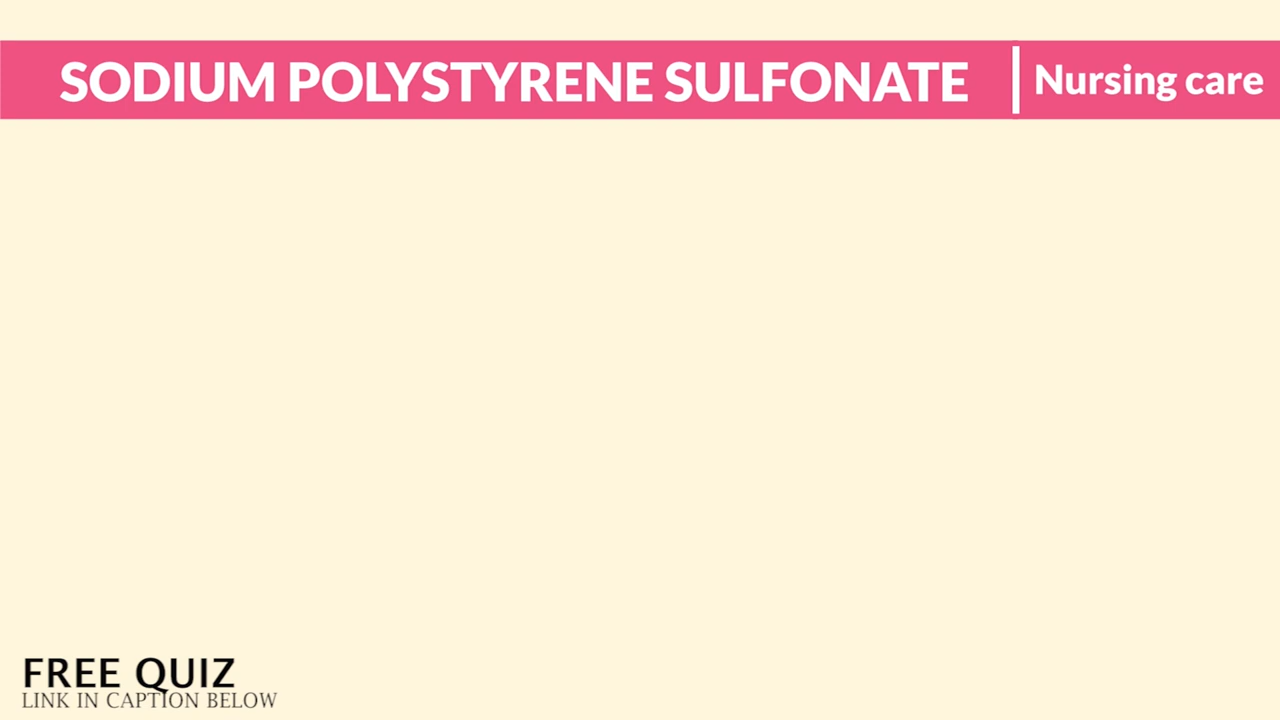 SODIUM POLYSTYRENE SULFONATE | Nursing care
FREE QUIZ
LINK IN CAPTION BELOW